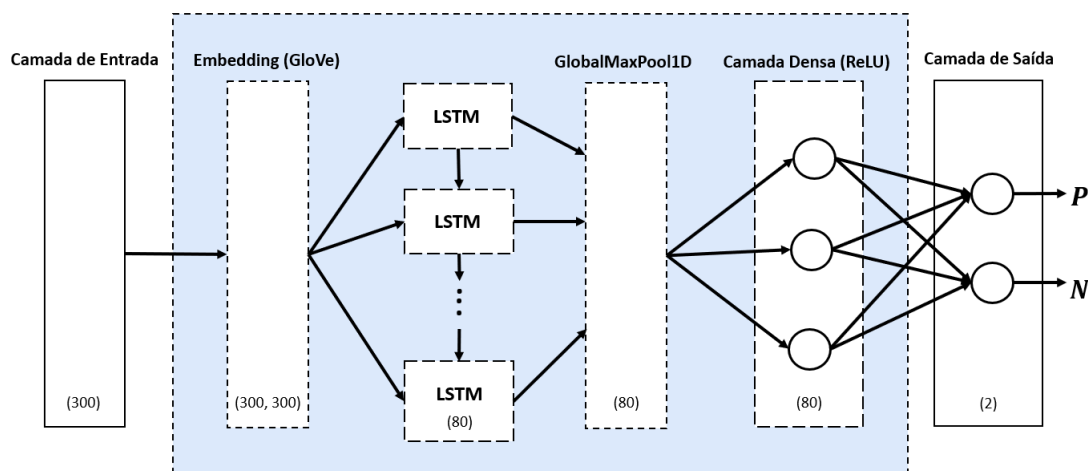 Camada de Entrada
Embedding (GloVe)
GlobalMaxPool1D
Camada Densa (ReLU)
Camada de Saída
LSTM
LSTM
LSTM
(80)
P
N
(300)
(300, 300)
(80)
(80)
(2)